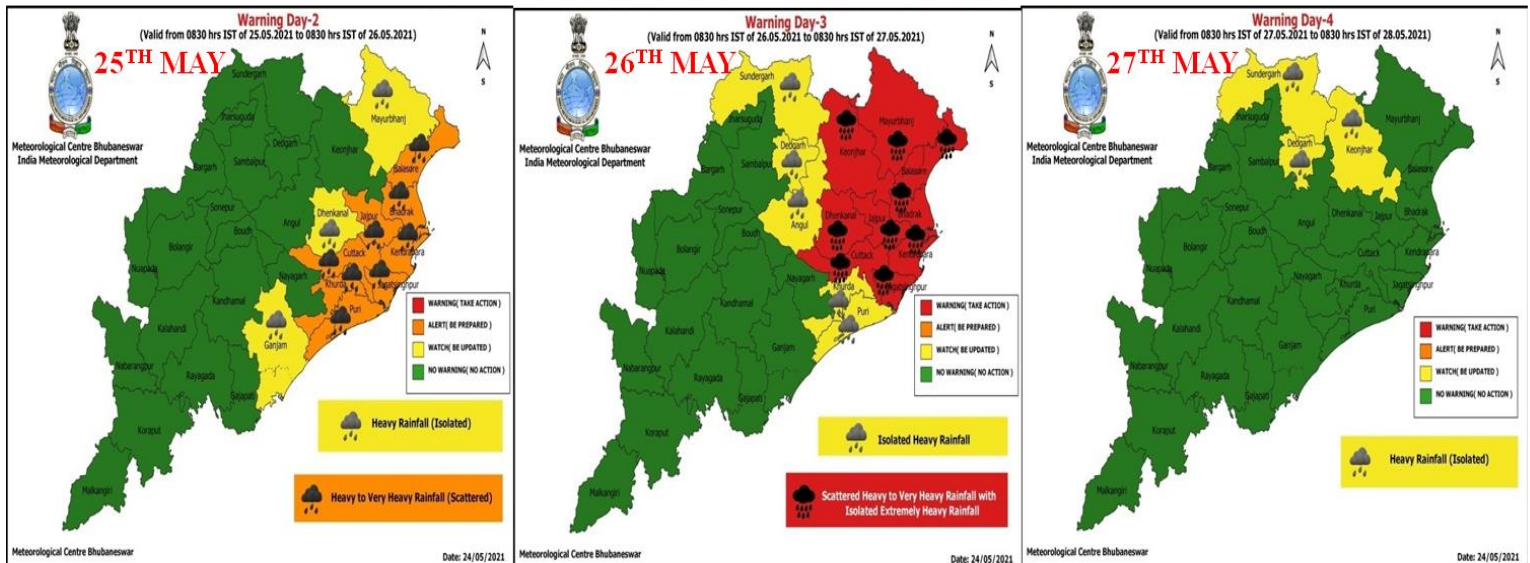 Warning Day-2
(Valid from 0830 hrs IST of 25.05.2021 to 0830 hrs IST of 26.05.2021)
25TH MAY
N
S
Meteorological Centre Bhubaneswar
India Meteorological Department
Sundergarh
Jharsuguda
Mayurbhanj
Deogarh
Keonjhar
Sambalpur
Bargarh
Balasore
Sonepur
Dhenkanal
Jajpur
Bhadrak
Angul
Boudh
Bolangir
Cuttack
Kendrapara
Nuapada
Nayagarh
Khurda
Jagatsinghpur
Kandhamal
Puri
Kalahandi
Ganjam
Nabarangpur
Rayagada
Gajapati
Koraput
Malkangiri
WARNING( TAKE ACTION )
ALERT( BE PREPARED )
WATCH( BE UPDATED )
NO WARNING( NO ACTION )
Heavy Rainfall (Isolated)
Heavy to Very Heavy Rainfall (Scattered)
Meteorological Centre Bhubaneswar
Date: 24/05/2021
Warning Day-3
(Valid from 0830 hrs IST of 26.05.2021 to 0830 hrs IST of 27.05.2021)
26TH MAY
N
S
Meteorological Centre Bhubaneswar
India Meteorological Department
Sundergarh
Jharsuguda
Mayurbhanj
Deogarh
Keonjhar
Sambalpur
Bargarh
Balasore
Sonepur
Dhenkanal
Jajpur
Bhadrak
Angul
Boudh
Bolangir
Cuttack
Kendrapara
Nuapada
Nayagarh
Khurda
Jagatsinghpur
Kandhamal
Puri
Kalahandi
Ganjam
Nabarangpur
Rayagada
Gajapati
Koraput
Malkangiri
WARNING( TAKE ACTION )
ALERT( BE PREPARED )
WATCH( BE UPDATED )
NO WARNING( NO ACTION )
Isolated Heavy Rainfall
Scattered Heavy to Very Heavy Rainfall with
Isolated Extremely Heavy Rainfall
Meteorological Centre Bhubaneswar
Date: 24/05/2021
Warning Day-4
(Valid from 0830 hrs IST of 27.05.2021 to 0830 hrs IST of 28.05.2021)
27TH MAY
N
S
Meteorological Centre Bhubaneswar
India Meteorological Department
Sundergarh
Jharsuguda
Mayurbhanj
Deogarh
Keonjhar
Sambalpur
Bargarh
Balasore
Sonepur
Dhenkanal
Jajpur
Bhadrak
Angul
Boudh
Bolangir
Cuttack
Kendrapara
Nuapada
Nayagarh
Khurda
Jagatsinghpur
Kandhamal
Puri
Kalahandi
Ganjam
Nabarangpur
Rayagada
Gajapati
Koraput
Malkangiri
WARNING( TAKE ACTION )
ALERT( BE PREPARED )
WATCH( BE UPDATED )
NO WARNING( NO ACTION )
Heavy Rainfall (Isolated)
Meteorological Centre Bhubaneswar
Date: 24/05/2021